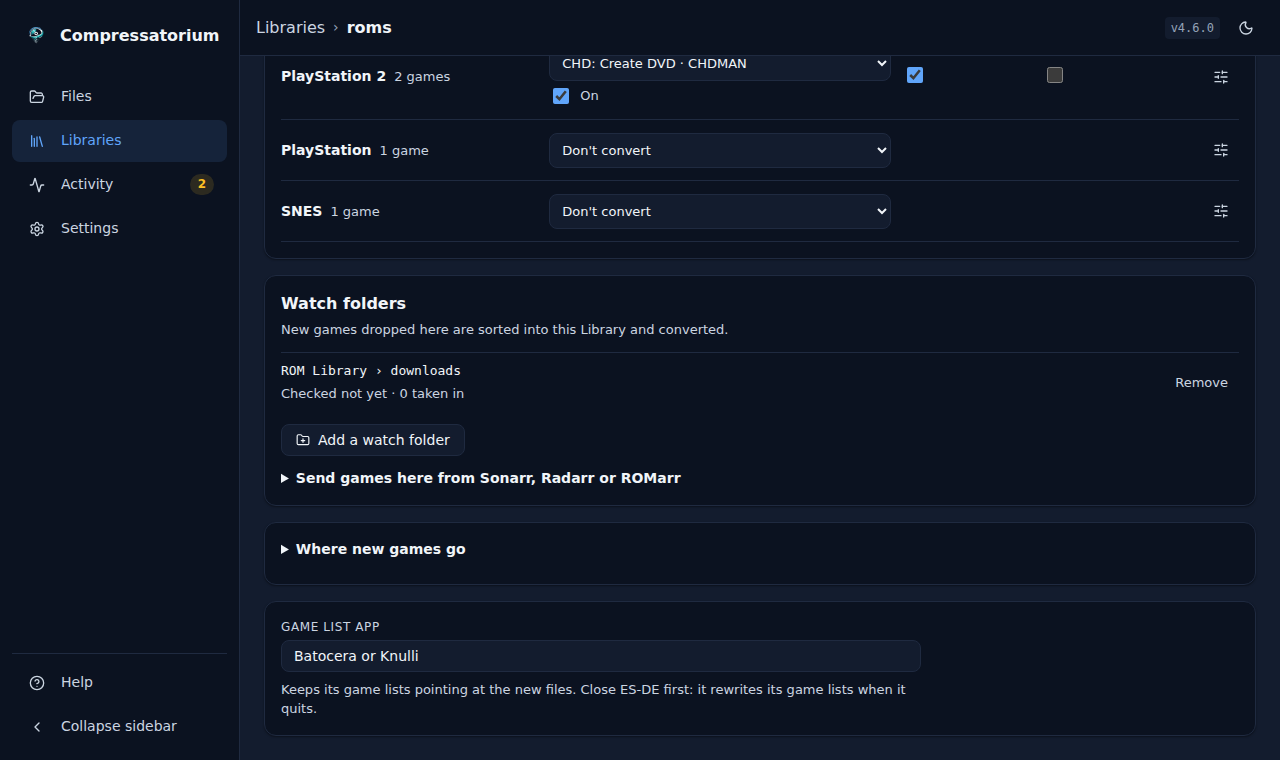 Compressatorium
Libraries › roms
v4.6.0
Files
Libraries
Activity 2
Settings
Help
Collapse sidebar
PlayStation 2 2 games
CHD: Create DVD · CHDMAN
On
PlayStation 1 game
Don't convert
SNES 1 game
Don't convert
Watch folders
New games dropped here are sorted into this Library and converted.
ROM Library › downloads
Checked not yet · 0 taken in
Remove
Add a watch folder
Send games here from Sonarr, Radarr or ROMarr
Where new games go
GAME LIST APP
Batocera or Knulli
Keeps its game lists pointing at the new files. Close ES-DE first: it rewrites its game lists when it
quits.